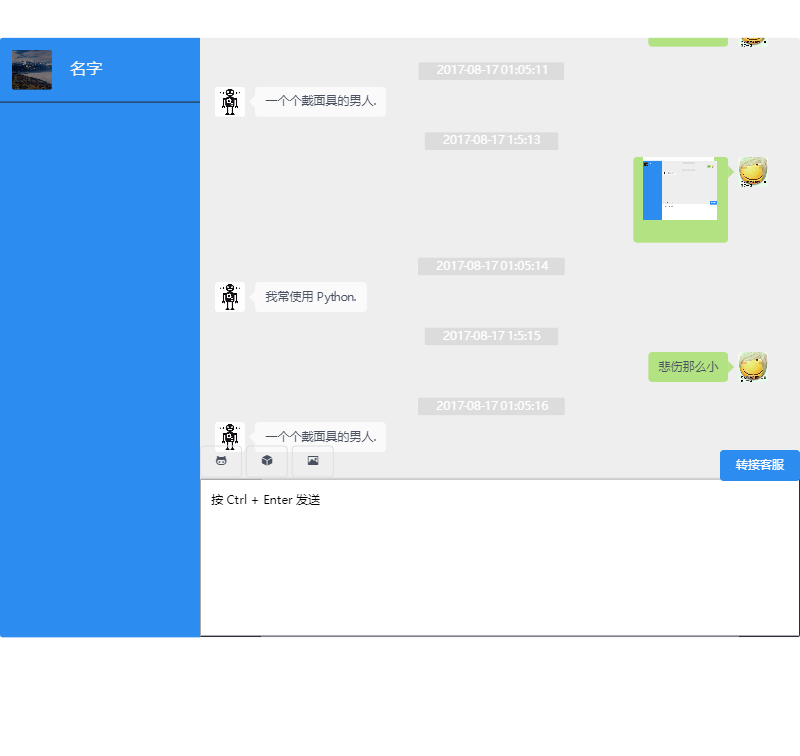 名字
2017-08-17 01:05:11
一个个戴面具的男人.
2017-08-17 1:5:13
2017-08-17 01:05:14
我常使用 Python.
2017-08-17 1:5:15
悲伤那么小
2017-08-17 01:05:16
一个个戴面具的男人.
转接客服
按 Ctrl + Enter 发送